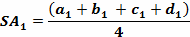 SA₁ = (a₁ + b₁ + c₁ + d₁) / 4